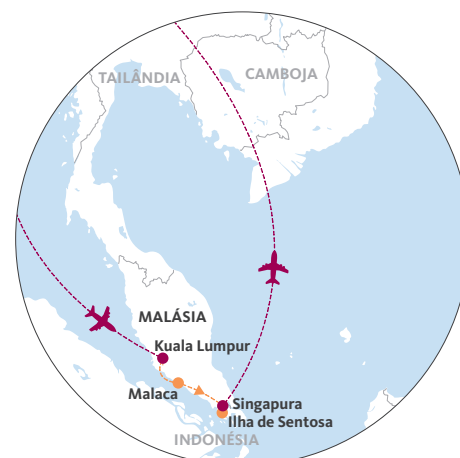 TAILÂNDIA
CAMBOJA
MALÁSIA
Kuala Lumpur
Malaca
Singapura
Ilha de Sentosa
INDONÉSIA